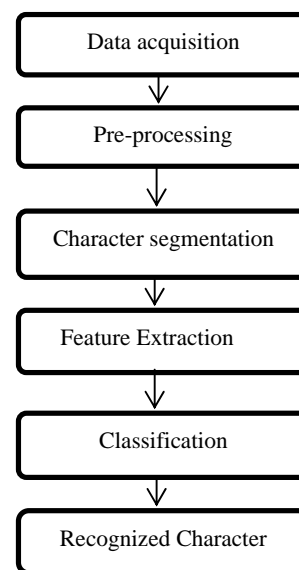 Data acquisition
Pre-processing
Character segmentation
Feature Extraction
Classification
Recognized Character